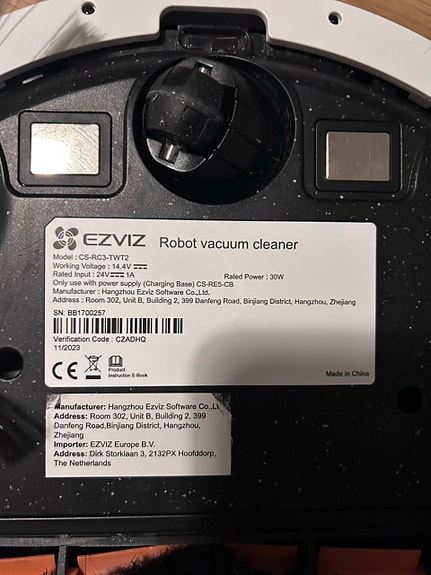 EZVIZ Robot vacuum cleaner
Model : CS-RC3-TWT2
Working Voltage : 14.4V
Rated Input : 24V 1A Rated Power : 30W
Only use with power supply (Charging Base) CS-RE5-CB
Manufacturer : Hangzhou Ezviz Software Co.,Ltd.
Address : Room 302, Unit B, Building 2, 399 Danfeng Road, Binjiang District, Hangzhou, Zhejiang
SN: BB1700257
Verification Code : CZADHQ
11/2023
CE
Product
Instruction E-Book
Made in China
Manufacturer: Hangzhou Ezviz Software Co.,
Address: Room 302, Unit B, Building 2, 399
Danfeng Road,Binjiang District, Hangzhou,
Zhejiang
Importer: EZVIZ Europe B.V.
Address: Dirk Storklaan 3, 2132PX Hoofddorp,
The Netherlands